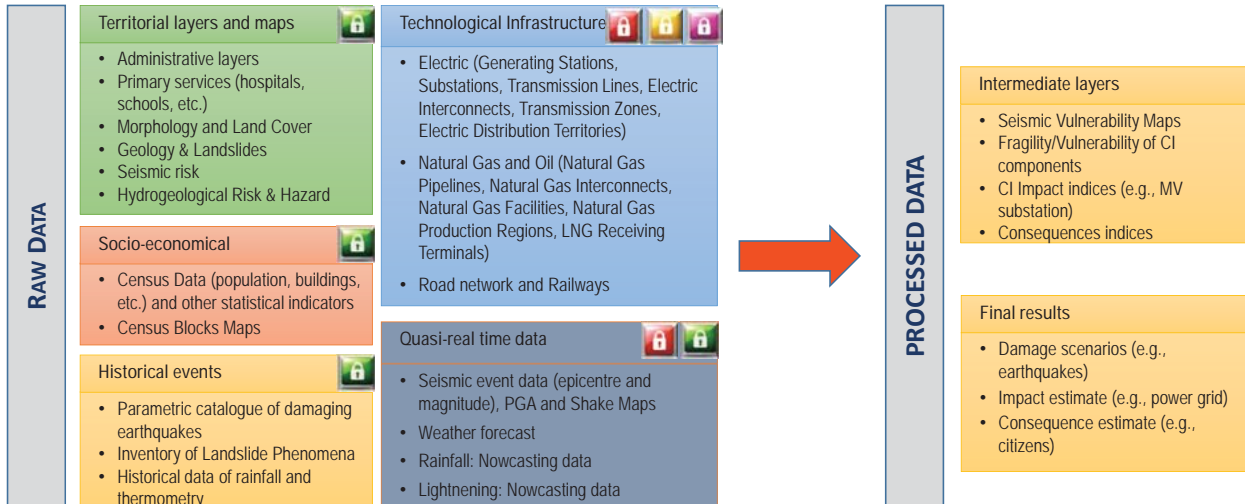 RAW DATA
Territorial layers and maps
• Administrative layers
• Primary services (hospitals,
schools, etc.)
• Morphology and Land Cover
• Geology & Landslides
• Seismic risk
• Hydrogeological Risk & Hazard
Socio-economical
• Census Data (population, buildings,
etc.) and other statistical indicators
• Census Blocks Maps
Historical events
• Parametric catalogue of damaging
earthquakes
• Inventory of Landslide Phenomena
• Historical data of rainfall and
thermometry
Technological Infrastructure
• Electric (Generating Stations,
Substations, Transmission Lines, Electric
Interconnects, Transmission Zones,
Electric Distribution Territories)
• Natural Gas and Oil (Natural Gas
Pipelines, Natural Gas Interconnects,
Natural Gas Facilities, Natural Gas
Production Regions, LNG Receiving
Terminals)
• Road network and Railways
Quasi-real time data
• Seismic event data (epicentre and
magnitude), PGA and Shake Maps
• Weather forecast
• Rainfall: Nowcasting data
• Lightnening: Nowcasting data
PROCESSED DATA
Intermediate layers
• Seismic Vulnerability Maps
• Fragility/Vulnerability of CI
components
• CI Impact indices (e.g., MV
substation)
• Consequences indices
Final results
• Damage scenarios (e.g.,
earthquakes)
• Impact estimate (e.g., power grid)
• Consequence estimate (e.g.,
citizens)